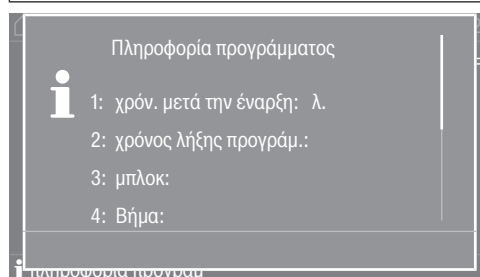 Πληροφορία προγράμματος
1: χρόν. μετά την έναρξη: λ.
2: χρόνος λήξης προγράμ.:
3: μπλοκ:
4: Βήμα: